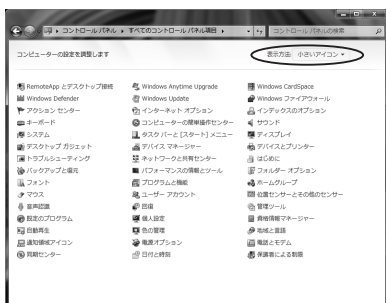 コントロール パネル ▸ すべてのコントロール パネル項目 ▸
コントロール パネルの検索
コンピューターの設定を調整します
表示方法: 小さいアイコン ▾
RemoteApp とデスクトップ接続
Windows Anytime Upgrade
Windows CardSpace
Windows Defender
Windows Update
Windows ファイアウォール
アクション センター
インターネット オプション
インデックスのオプション
キーボード
コンピューターの簡単操作センター
サウンド
システム
タスク バーと [スタート] メニュー
ディスプレイ
デスクトップ ガジェット
デバイス マネージャー
デバイスとプリンター
トラブルシューティング
ネットワークと共有センター
はじめに
バックアップと復元
パフォーマンスの情報とツール
フォルダー オプション
フォント
プログラムと機能
ホームグループ
マウス
ユーザー アカウント
位置センサーとその他のセンサー
音声認識
回復
管理ツール
既定のプログラム
個人設定
資格情報マネージャー
自動再生
色の管理
地域と言語
通知領域アイコン
電源オプション
電話とモデム
同期センター
日付と時刻
保護者による制限